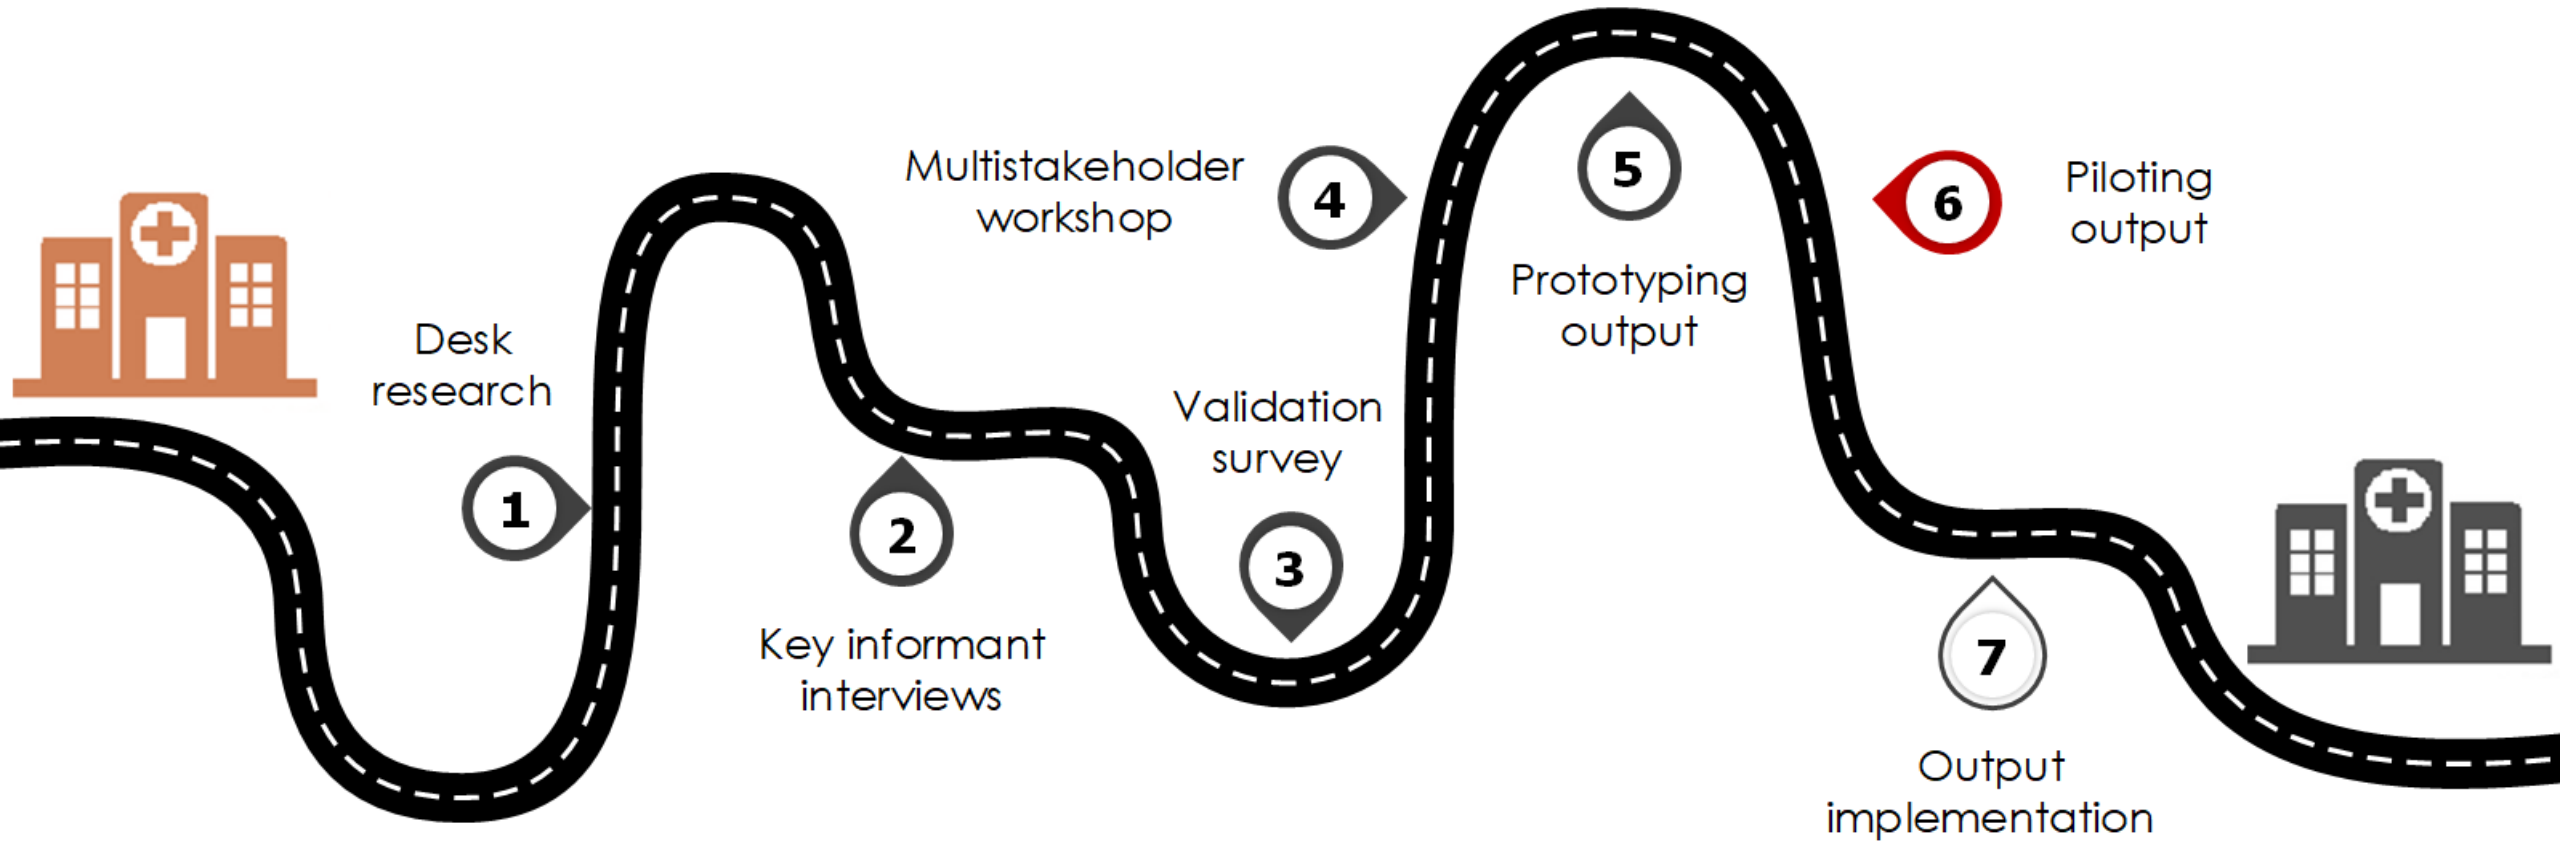 Desk
research
1
2
Key informant
interviews
Validation
survey
3
Multistakeholder
workshop
4
5
Prototyping
output
6
Piloting
output
7
Output
implementation